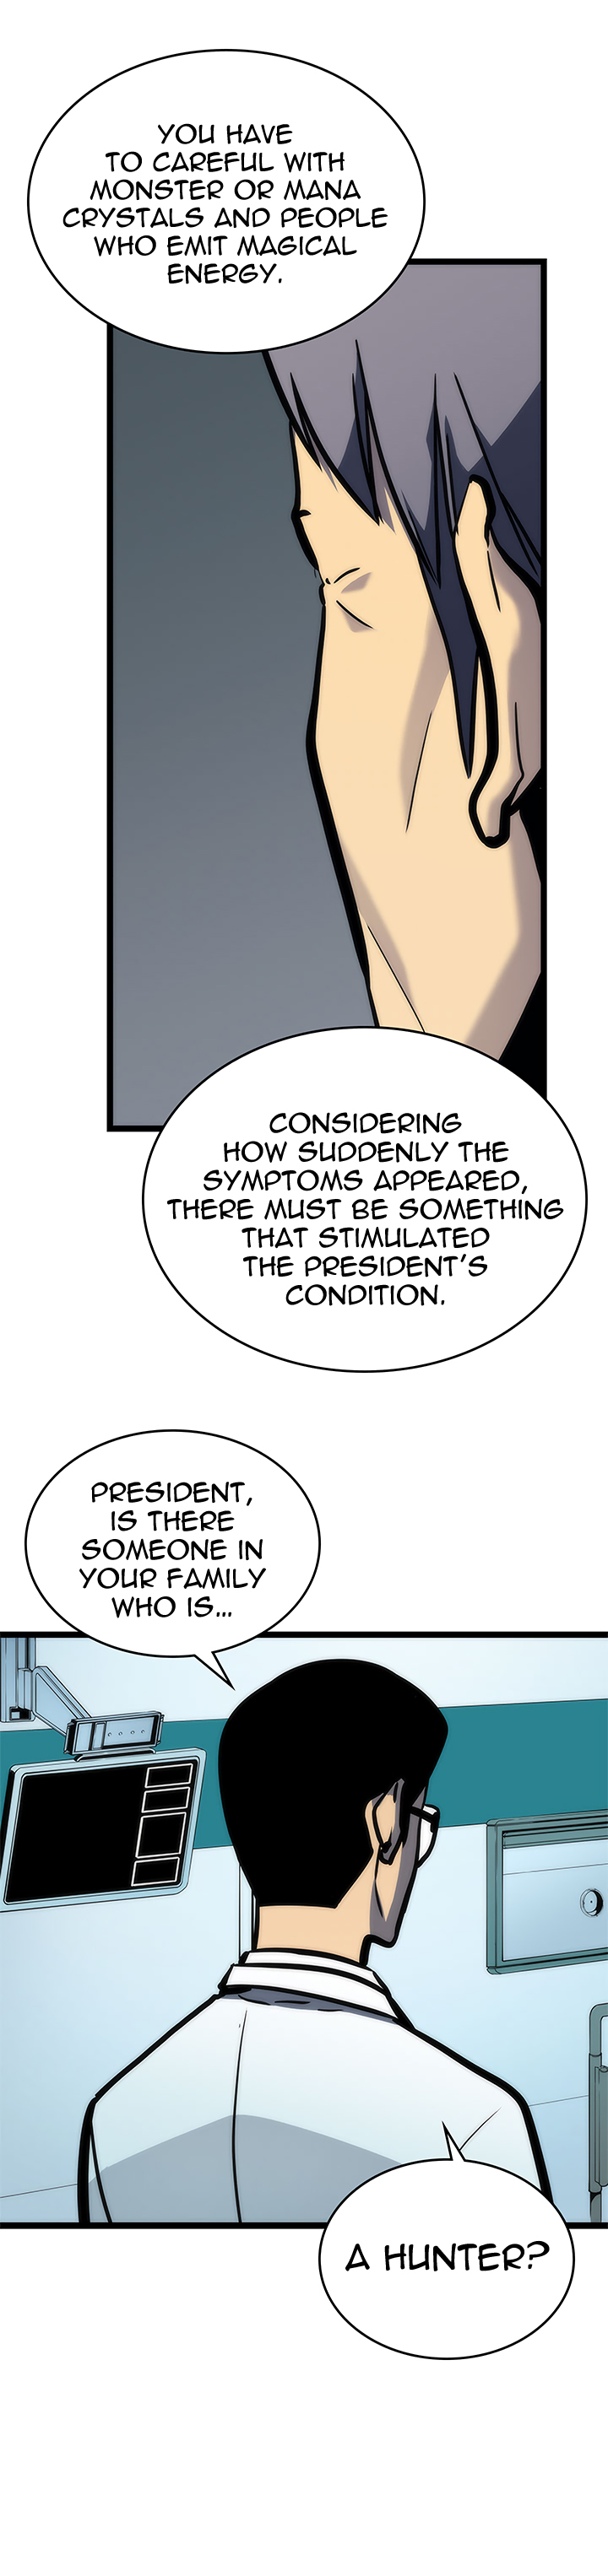 YOU HAVE
TO CAREFUL WITH
MONSTER OR MANA
CRYSTALS AND PEOPLE
WHO EMIT MAGICAL
ENERGY.
CONSIDERING
HOW SUDDENLY THE
SYMPTOMS APPEARED,
THERE MUST BE SOMETHING
THAT STIMULATED
THE PRESIDENT'S
CONDITION.
PRESIDENT,
IS THERE
SOMEONE IN
YOUR FAMILY
WHO IS...
A HUNTER?